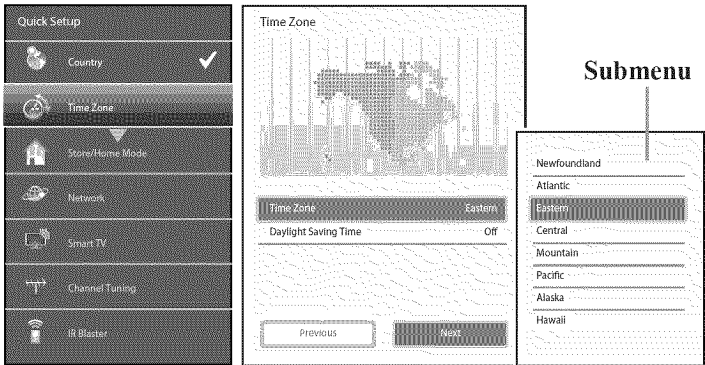 Quick Setup
Country
Time Zone
Store/Home Mode
Network
Smart TV
Channel Tuning
IR Blaster
Time Zone
Time Zone Eastern
Daylight Saving Time Off
Previous Next
Submenu
Newfoundland
Atlantic
Eastern
Central
Mountain
Pacific
Alaska
Hawaii